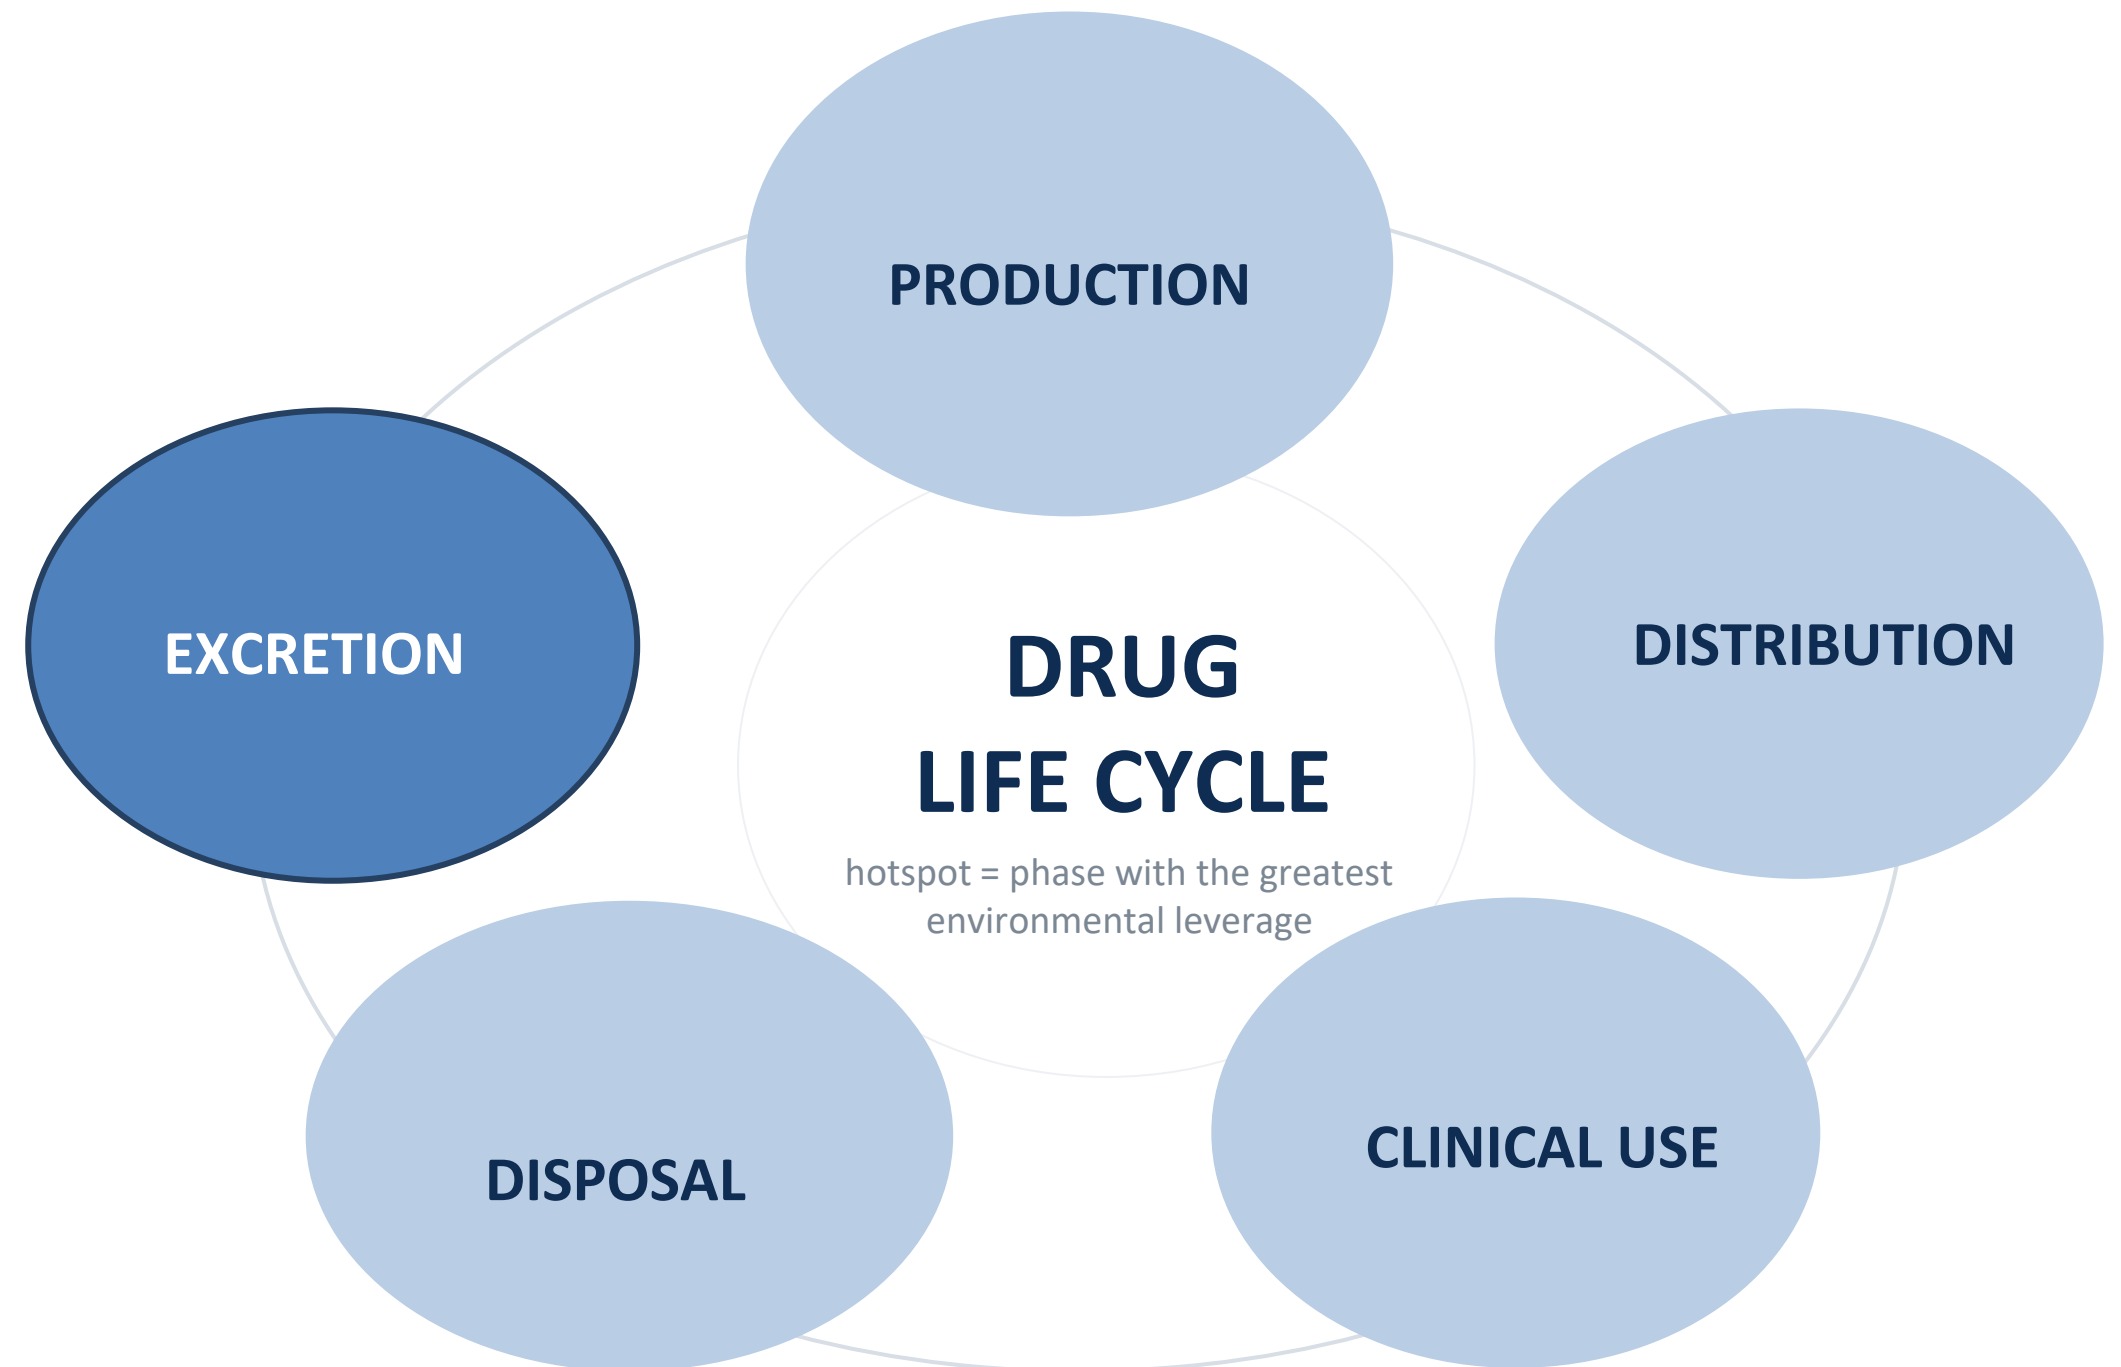 PRODUCTION
DISTRIBUTION
EXCRETION
DRUG
LIFE CYCLE
hotspot = phase with the greatest
environmental leverage
CLINICAL USE
DISPOSAL